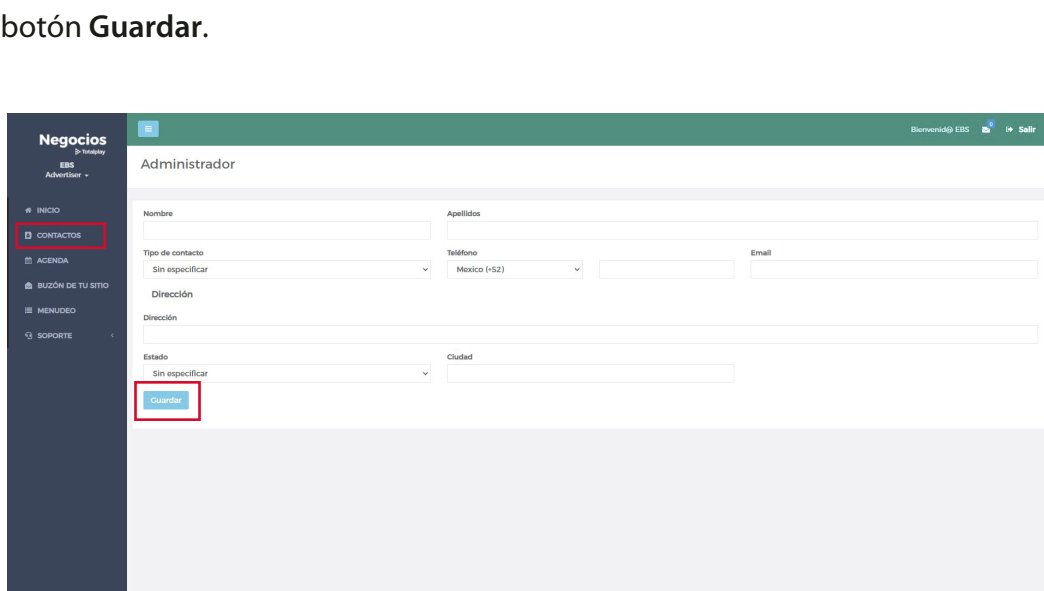 botón Guardar.
Negocios
Totalplay
EBS
Advertiser
Bienvenid@ EBS
0
Salir
Administrador
INICIO
CONTACTOS
AGENDA
BUZÓN DE TU SITIO
MENUDEO
SOPORTE
Nombre
Apellidos
Tipo de contacto
Teléfono
Email
Sin especificar
Mexico (+52)
Dirección
Dirección
Estado
Ciudad
Sin especificar
Guardar